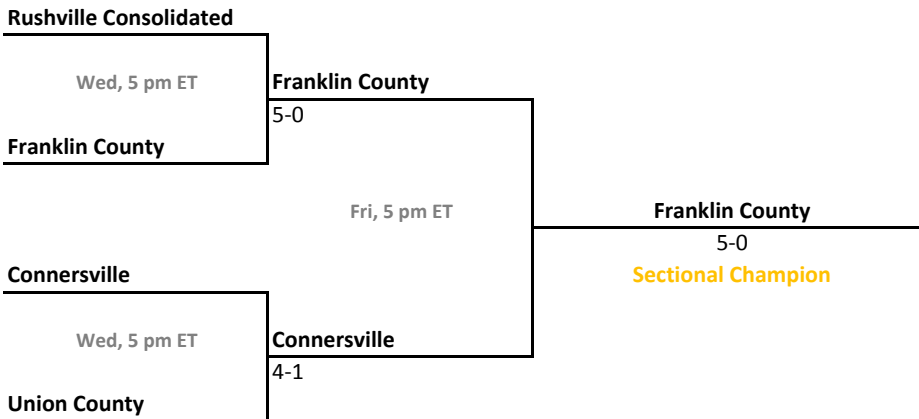 Rushville Consolidated
Wed, 5 pm ET
Franklin County
5-0
Franklin County
Fri, 5 pm ET
Franklin County
5-0
Sectional Champion
Connersville
Wed, 5 pm ET
Connersville
4-1
Union County